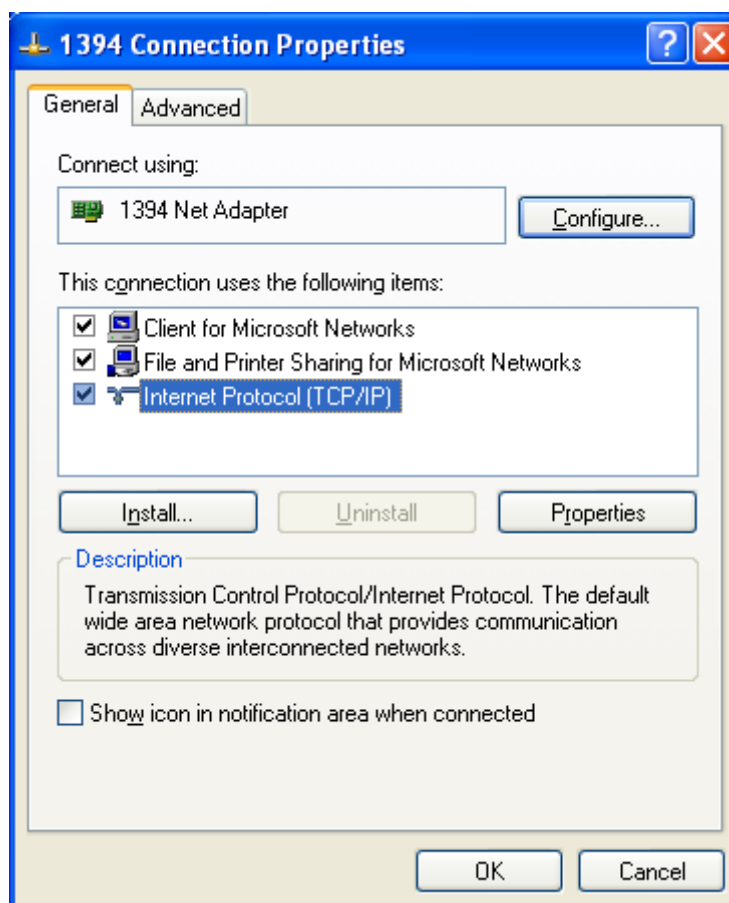 1394 Connection Properties
General Advanced
Connect using:
1394 Net Adapter
Configure...
This connection uses the following items:
Client for Microsoft Networks
File and Printer Sharing for Microsoft Networks
Internet Protocol (TCP/IP)
Install... Uninstall Properties
Description
Transmission Control Protocol/Internet Protocol. The default
wide area network protocol that provides communication
across diverse interconnected networks.
Show icon in notification area when connected
OK Cancel